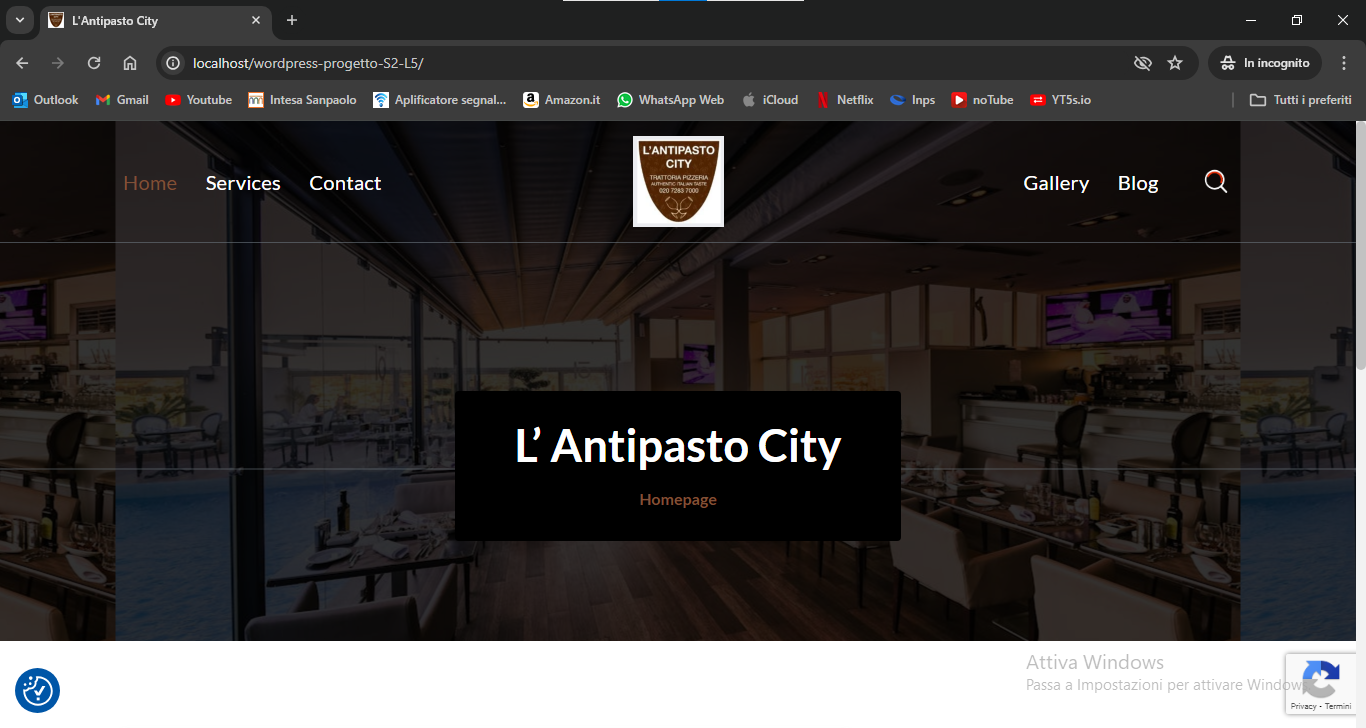 L'Antipasto City
localhost/wordpress-progetto-S2-L5/
In incognito
Outlook
Gmail
Youtube
Intesa Sanpaolo
Aplificatore segnal...
Amazon.it
WhatsApp Web
iCloud
Netflix
Inps
noTube
YT5s.io
Tutti i preferiti
Home
Services
Contact
L'ANTIPASTO
CITY
TRATTORIA PIZZERIA
AUTHENTIC ITALIAN TASTE
020 7283 7000
Gallery
Blog
L’ Antipasto City
Homepage
Attiva Windows
Passa a Impostazioni per attivare Window
Privacy - Termini